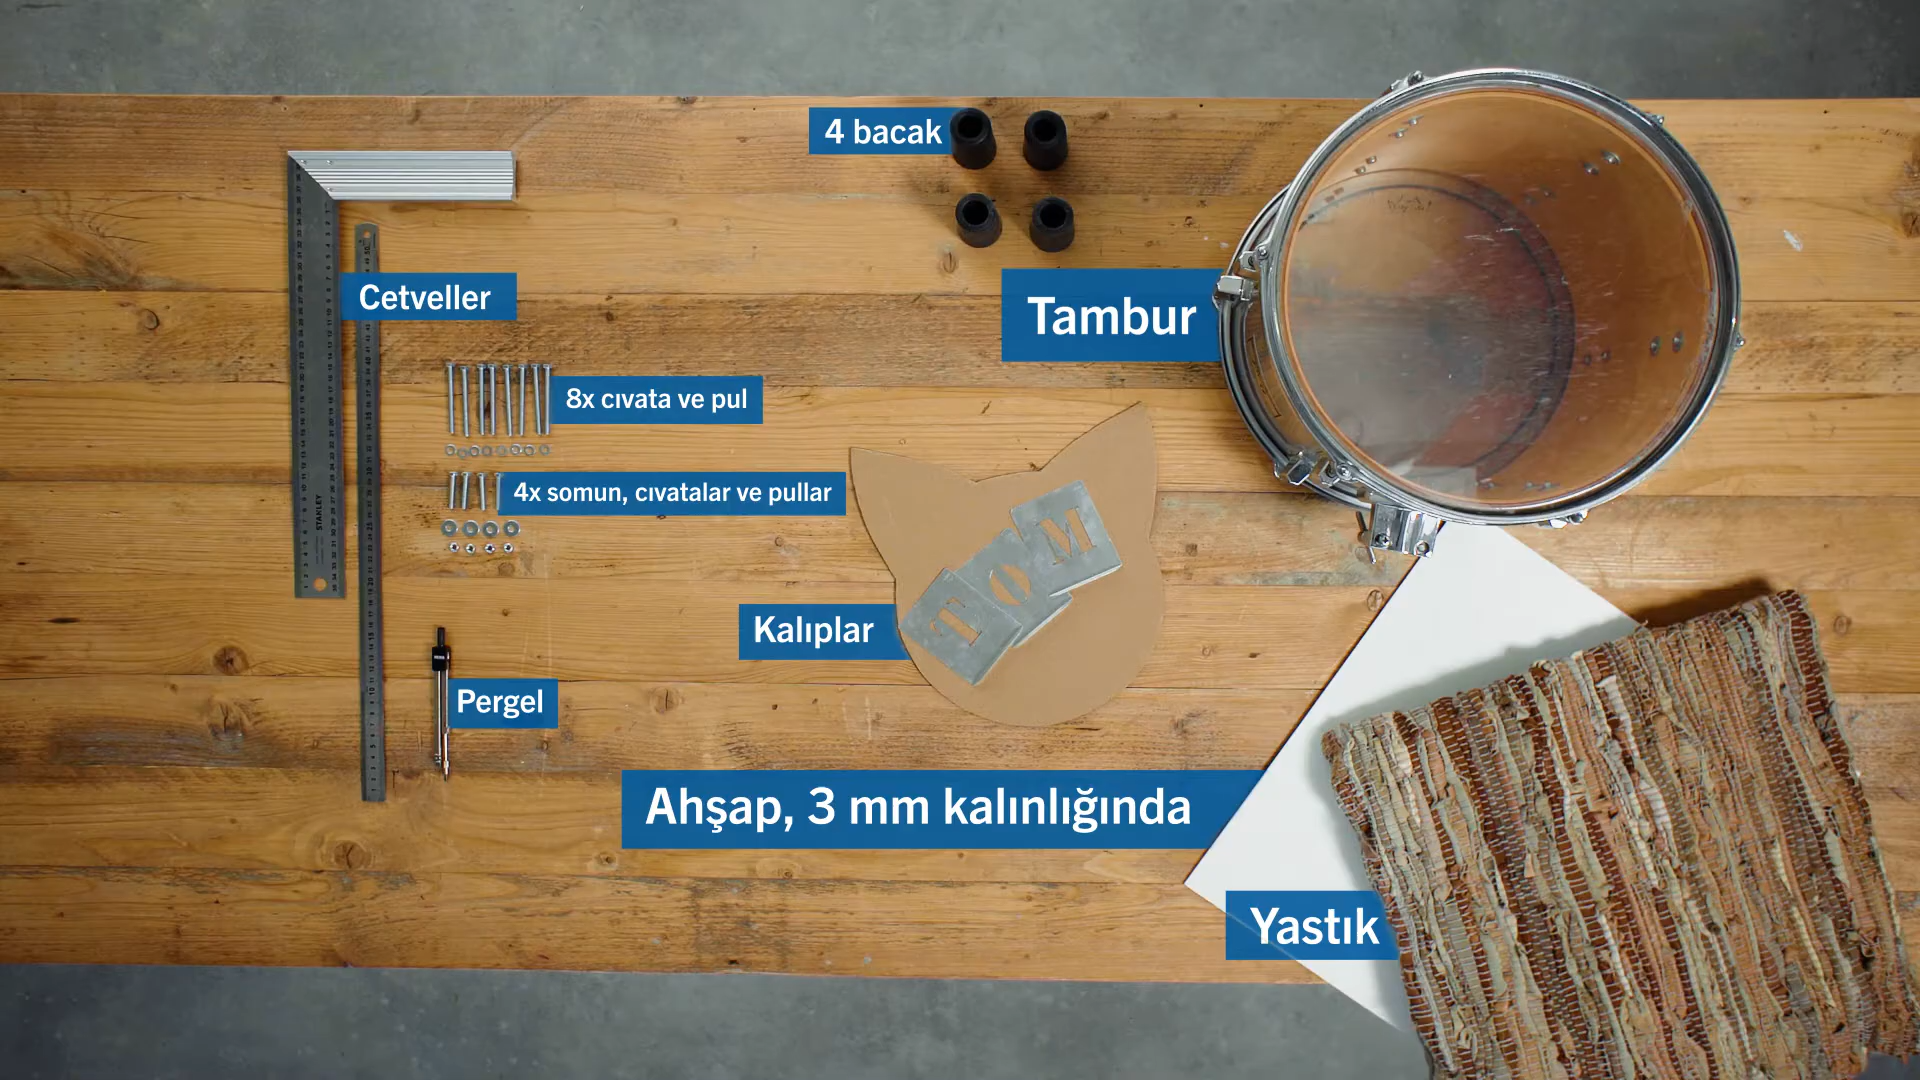 4 bacak
Cetveller
Tambur
8x cıvata ve pul
4x somun, cıvatalar ve pullar
STANLEY
T O M
Kalıplar
Pergel
Ahşap, 3 mm kalınlığında
Yastık